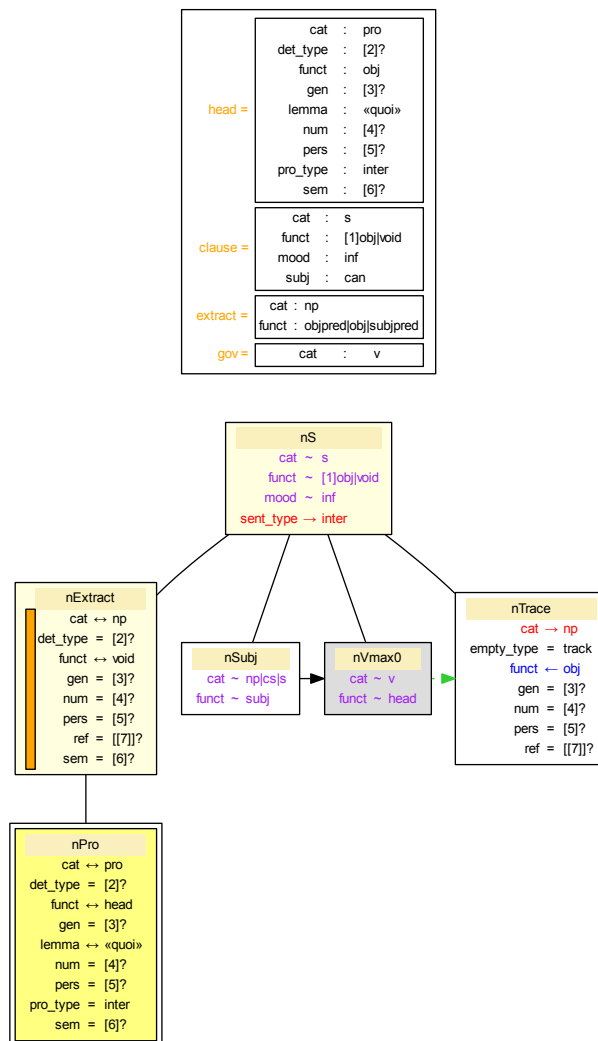 head =
cat : pro
det_type : [2]?
funct : obj
gen : [3]?
lemma : «quoi»
num : [4]?
pers : [5]?
pro_type : inter
sem : [6]?
clause =
cat : s
funct : [1]obj|void
mood : inf
subj : can
extract =
cat : np
funct : objpred|obj|subjpred
gov =
cat : v
nS
cat ~ s
funct ~ [1]obj|void
mood ~ inf
sent_type → inter
nExtract
cat ↔ np
det_type = [2]?
funct ↔ void
gen = [3]?
num = [4]?
pers = [5]?
ref = [[7]]?
sem = [6]?
nSubj
cat ~ np|cs|s
funct ~ subj
nVmax0
cat ~ v
funct ~ head
nTrace
cat → np
empty_type = track
funct ← obj
gen = [3]?
num = [4]?
pers = [5]?
ref = [[7]]?
nPro
cat ↔ pro
det_type = [2]?
funct ↔ head
gen = [3]?
lemma ↔ «quoi»
num = [4]?
pers = [5]?
pro_type = inter
sem = [6]?